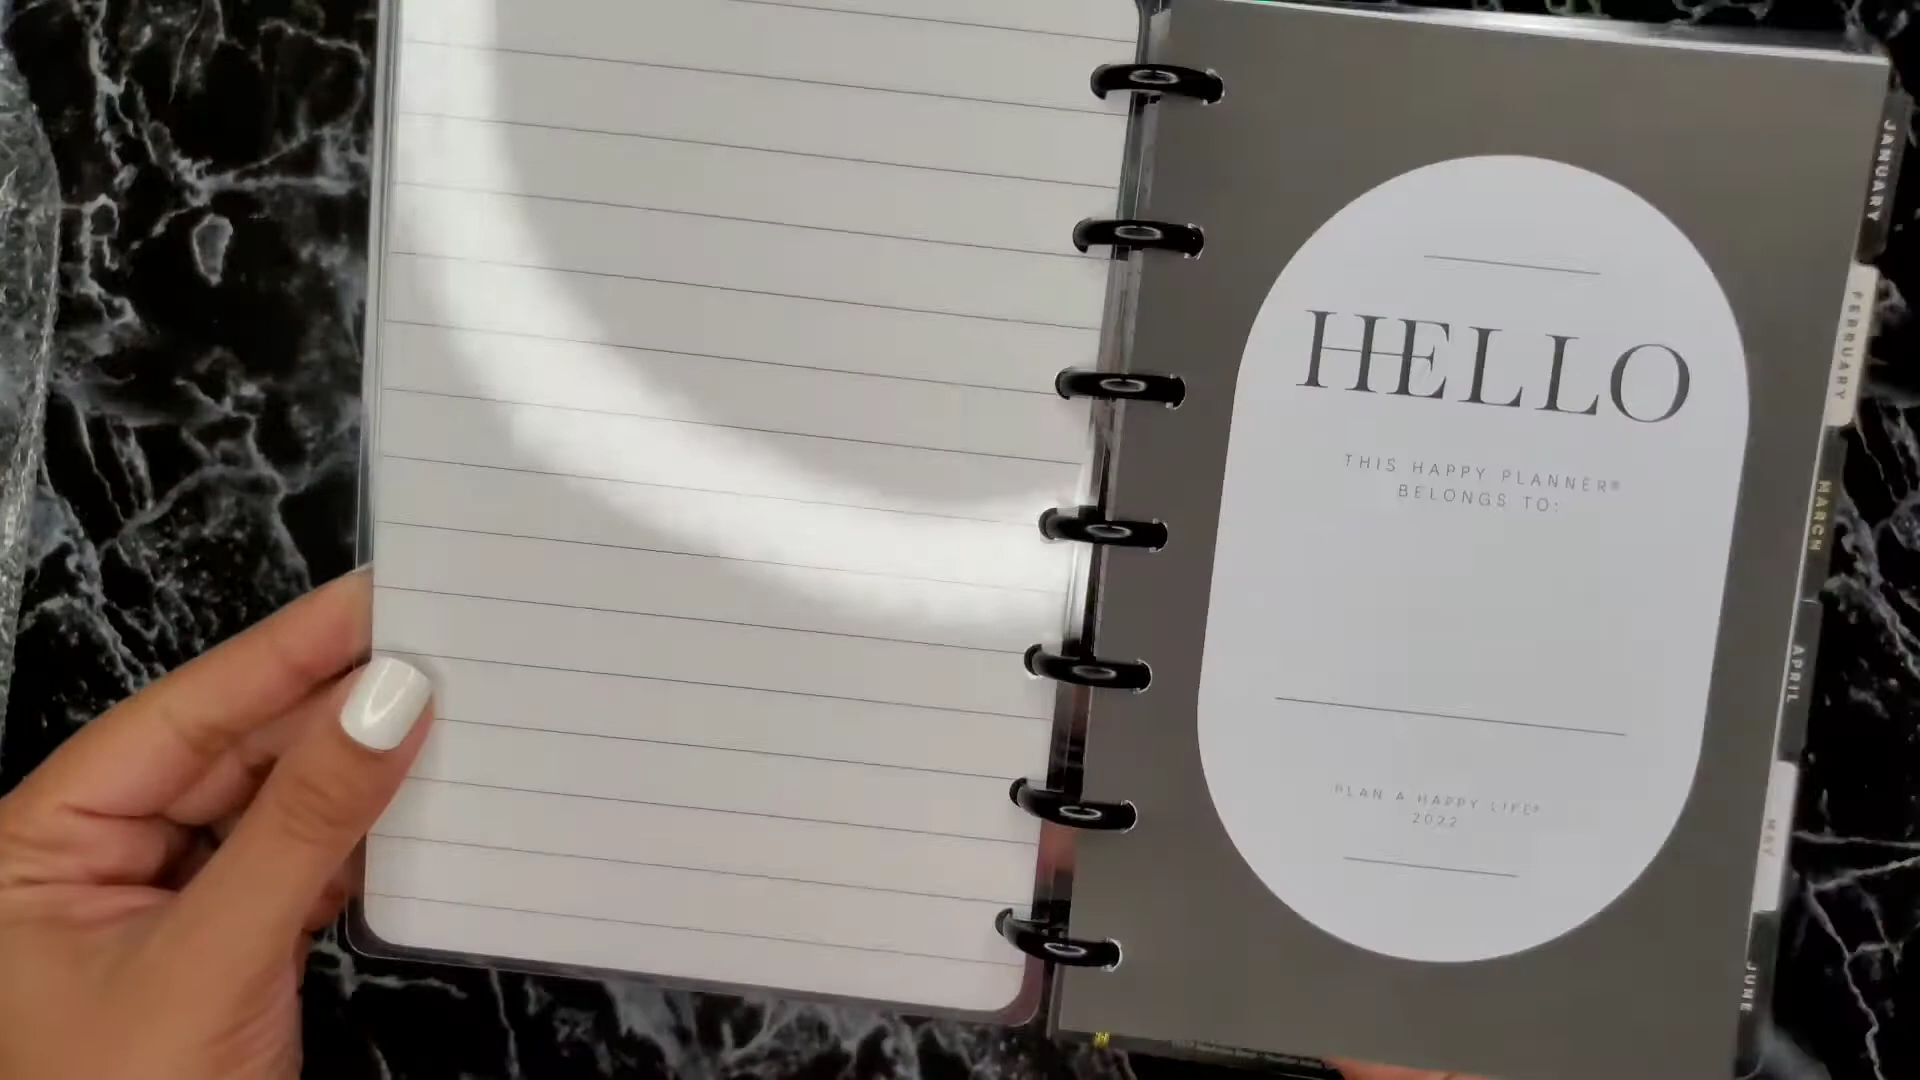 HELLO
THIS HAPPY PLANNER®
BELONGS TO:
PLAN A HAPPY LIFE®
2022
JANUARY
FEBRUARY
MARCH
APRIL
MAY
JUNE